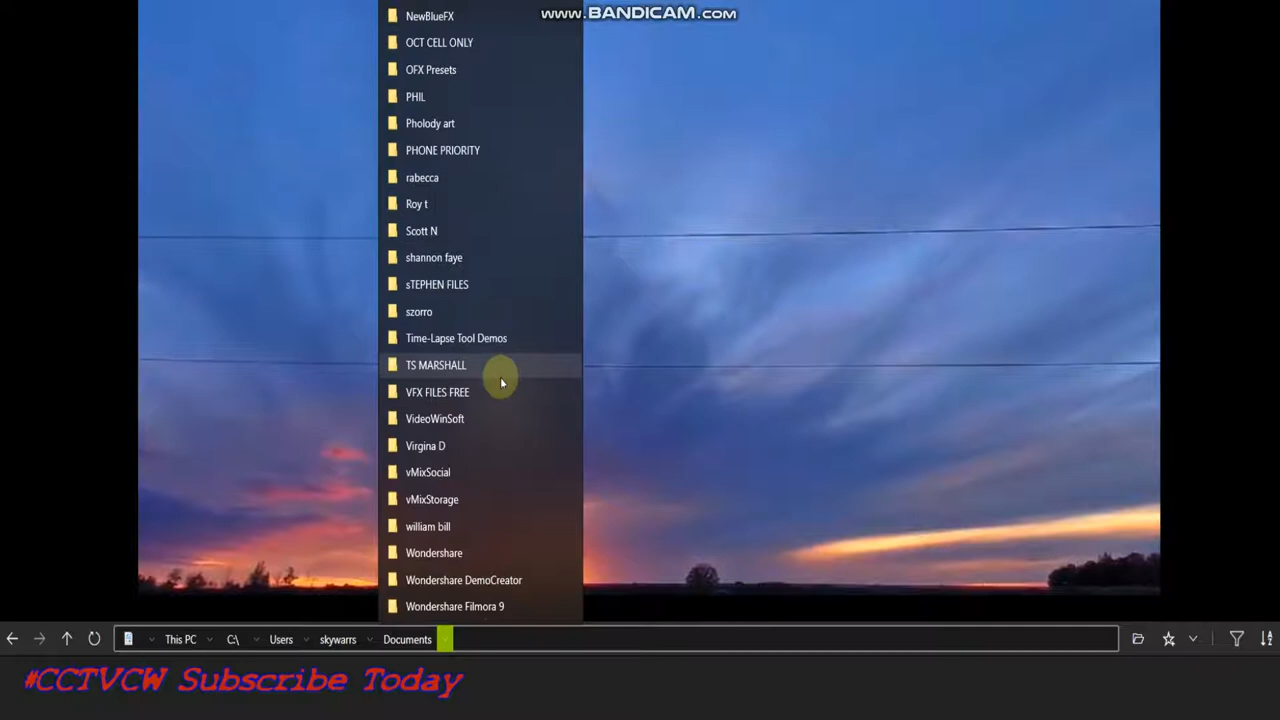 www.BANDICAM.com
NewBlueFX
OCT CELL ONLY
OFX Presets
PHIL
Pholody art
PHONE PRIORITY
rabecca
Roy t
Scott N
shannon faye
sTEPHEN FILES
szorro
Time-Lapse Tool Demos
TS MARSHALL
VFX FILES FREE
VideoWinSoft
Virgina D
vMixSocial
vMixStorage
william bill
Wondershare
Wondershare DemoCreator
Wondershare Filmora 9
This PC C:\ Users skywarrs Documents
#CCTVCW Subscribe Today